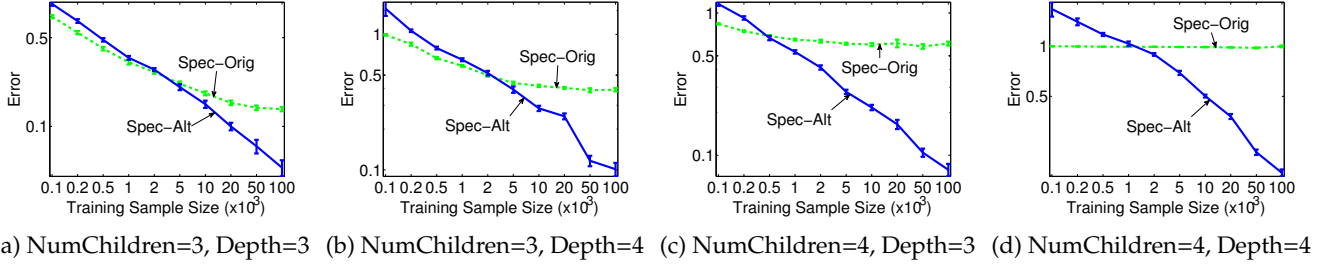 Error
0.5
0.1
Spec-Orig
Spec-Alt
0.1 0.2 0.5 1 2 5 10 20 50 100
Training Sample Size (x10³)
a) NumChildren=3, Depth=3
Error
1
0.5
0.1
Spec-Orig
Spec-Alt
0.1 0.2 0.5 1 2 5 10 20 50 100
Training Sample Size (x10³)
(b) NumChildren=3, Depth=4
Error
1
0.5
0.1
Spec-Orig
Spec-Alt
0.1 0.2 0.5 1 2 5 10 20 50 100
Training Sample Size (x10³)
(c) NumChildren=4, Depth=3
Error
1
0.5
Spec-Orig
Spec-Alt
0.1 0.2 0.5 1 2 5 10 20 50 100
Training Sample Size (x10³)
(d) NumChildren=4, Depth=4